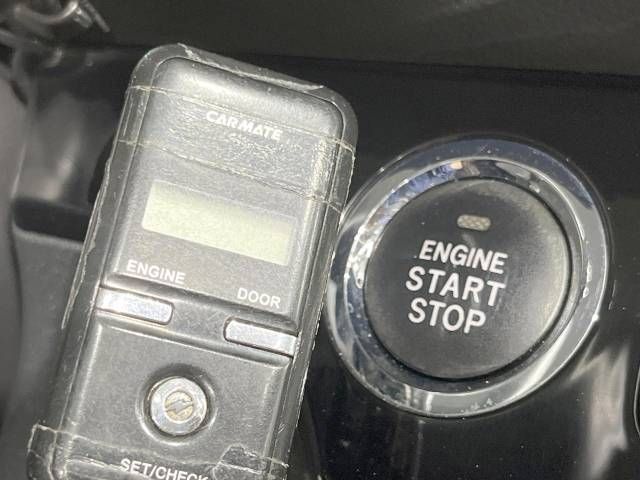 CARMATE
ENGINE
DOOR
SET/CHECK
ENGINE
START
STOP